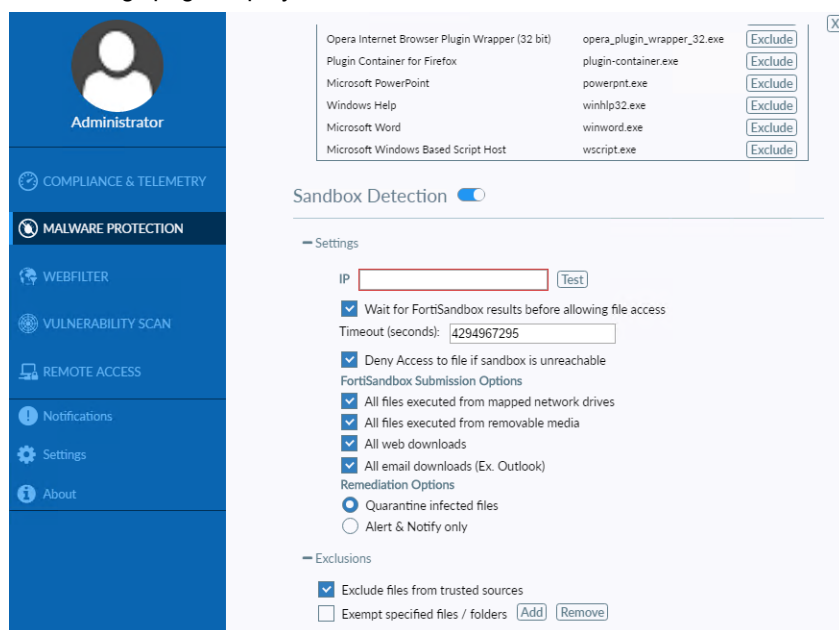 X
Opera Internet Browser Plugin Wrapper (32 bit) opera_plugin_wrapper_32.exe Exclude
Plugin Container for Firefox plugin-container.exe Exclude
Microsoft PowerPoint powerpnt.exe Exclude
Windows Help winhlp32.exe Exclude
Microsoft Word winword.exe Exclude
Microsoft Windows Based Script Host wscript.exe Exclude
Administrator
COMPLIANCE & TELEMETRY
MALWARE PROTECTION
WEBFILTER
VULNERABILITY SCAN
REMOTE ACCESS
Notifications
Settings
About
Sandbox Detection
Settings
IP Test
Wait for FortiSandbox results before allowing file access
Timeout (seconds): 4294967295
Deny Access to file if sandbox is unreachable
FortiSandbox Submission Options
All files executed from mapped network drives
All files executed from removable media
All web downloads
All email downloads (Ex. Outlook)
Remediation Options
Quarantine infected files
Alert & Notify only
Exclusions
Exclude files from trusted sources
Exempt specified files / folders Add Remove